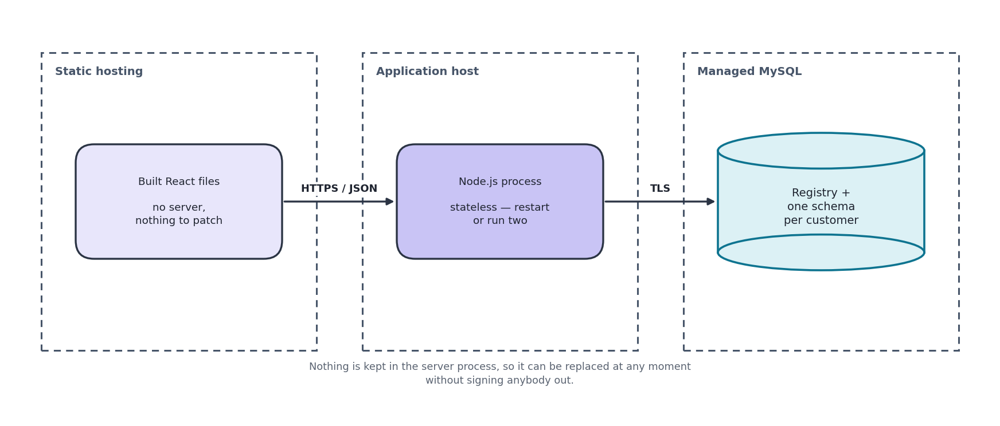 Static hosting
Built React files
no server,
nothing to patch
HTTPS / JSON
Application host
Node.js process
stateless — restart
or run two
TLS
Managed MySQL
Registry +
one schema
per customer
Nothing is kept in the server process, so it can be replaced at any moment
without signing anybody out.